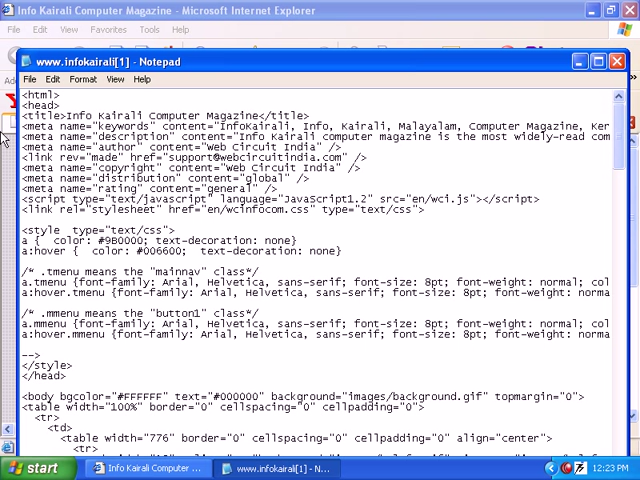 Info Kairali Computer Magazine - Microsoft Internet Explorer
File Edit View Favorites Tools Help
www.infokairali[1] - Notepad
File Edit Format View Help
<html>
<head>
<title>Info Kairali Computer Magazine</title>
<meta name="keywords" content="InfoKairali, Info, Kairali, Malayalam, Computer Magazine, Ker
<meta name="description" content="Info Kairali computer magazine is the most widely-read com
<meta name="author" content="Web Circuit India" />
<link rev="made" href="support@webcircuitindia.com" />
<meta name="copyright" content="Web Circuit India" />
<meta name="distribution" content="global" />
<meta name="rating" content="general" />
<script type="text/javascript" language="JavaScript1.2" src="en/wci.js"></script>
<link rel="stylesheet" href="en/wcinfocom.css" type="text/css">
<style type="text/css">
a { color: #9B0000; text-decoration: none}
a:hover { color: #006600; text-decoration: none}
/* .tmenu means the "mainnav" class*/
a.tmenu {font-family: Arial, Helvetica, sans-serif; font-size: 8pt; font-weight: normal; col
a:hover.tmenu {font-family: Arial, Helvetica, sans-serif; font-size: 8pt; font-weight: norma
/* .mmenu means the "button1" class*/
a.mmenu {font-family: Arial, Helvetica, sans-serif; font-size: 8pt; font-weight: normal; col
a:hover.mmenu {font-family: Arial, Helvetica, sans-serif; font-size: 8pt; font-weight: norma
-->
</style>
</head>
<body bgcolor="#FFFFFF" text="#000000" background="images/background.gif" topmargin="0">
<table width="100%" border="0" cellspacing="0" cellpadding="0">
<tr>
<td>
<table width="776" border="0" cellspacing="0" cellpadding="0" align="center">
<tr>
start Info Kairali Computer ... www.infokairali[1] - N... 12:23 PM